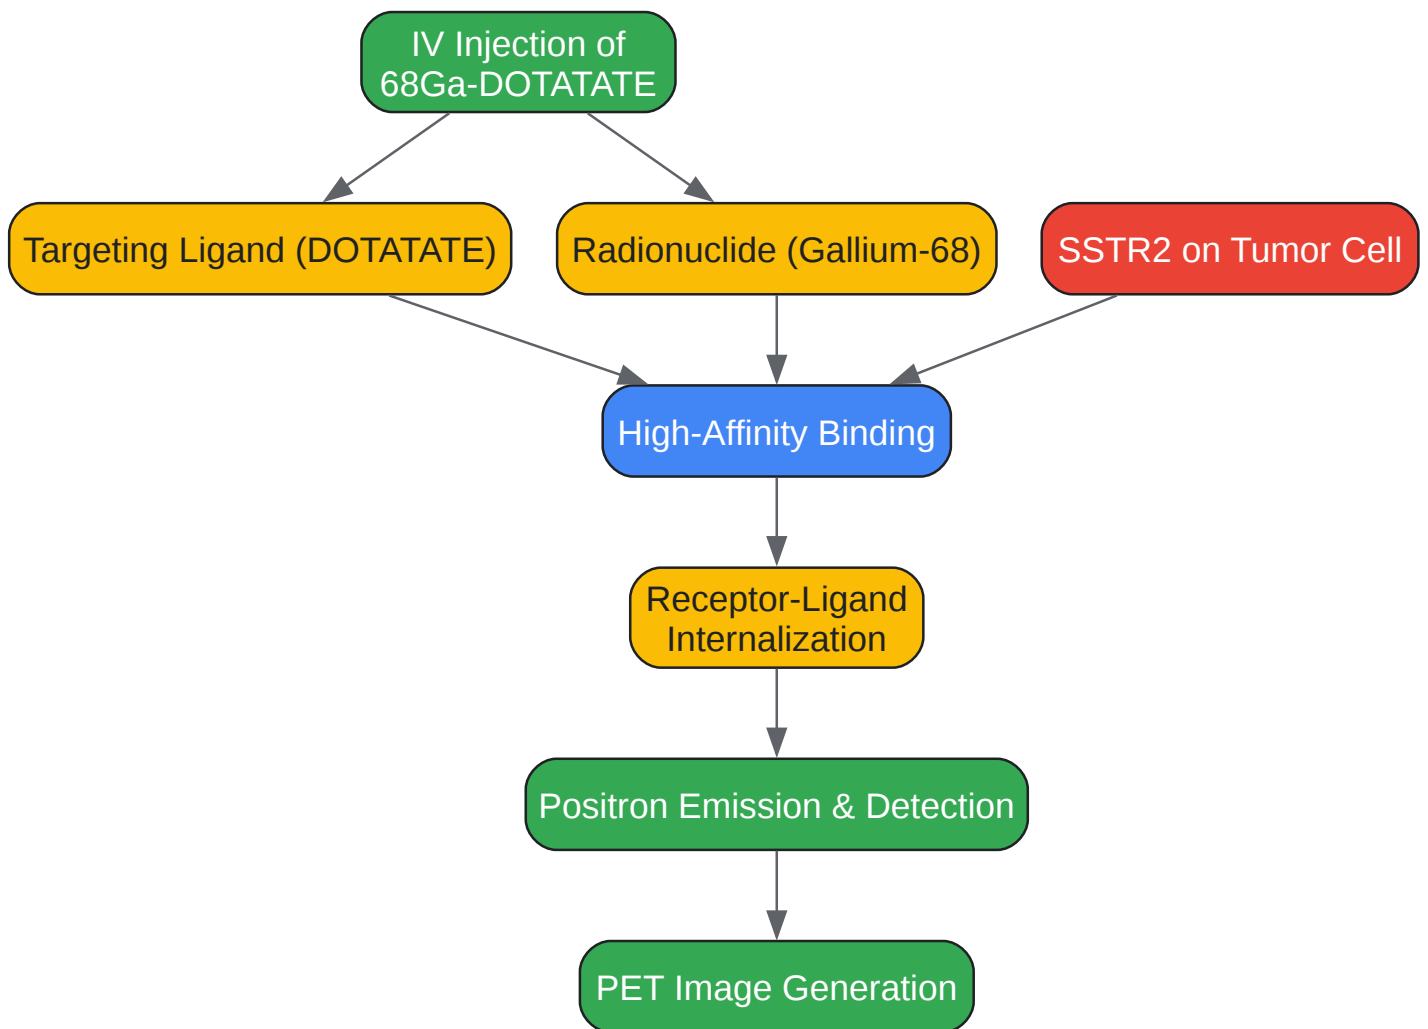 IV Injection of
68Ga-DOTATATE
Targeting Ligand (DOTATATE)
Radionuclide (Gallium-68)
SSTR2 on Tumor Cell
High-Affinity Binding
Receptor-Ligand
Internalization
Positron Emission & Detection
PET Image Generation